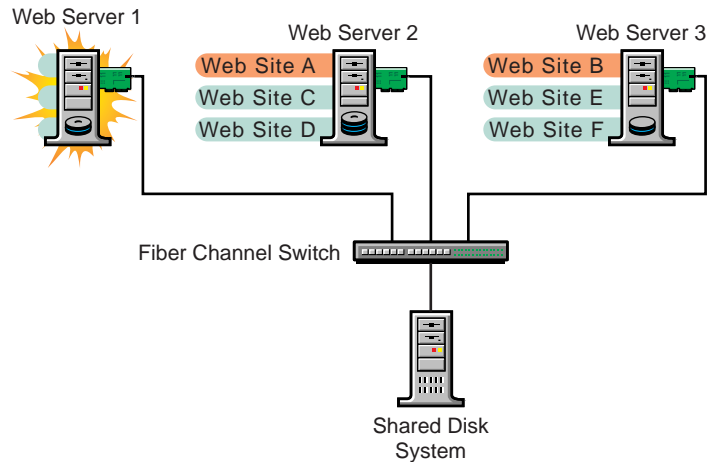 Web Server 1
Web Server 2
Web Server 3
Web Site A
Web Site B
Web Site C
Web Site E
Web Site D
Web Site F
Fiber Channel Switch
Shared Disk
System